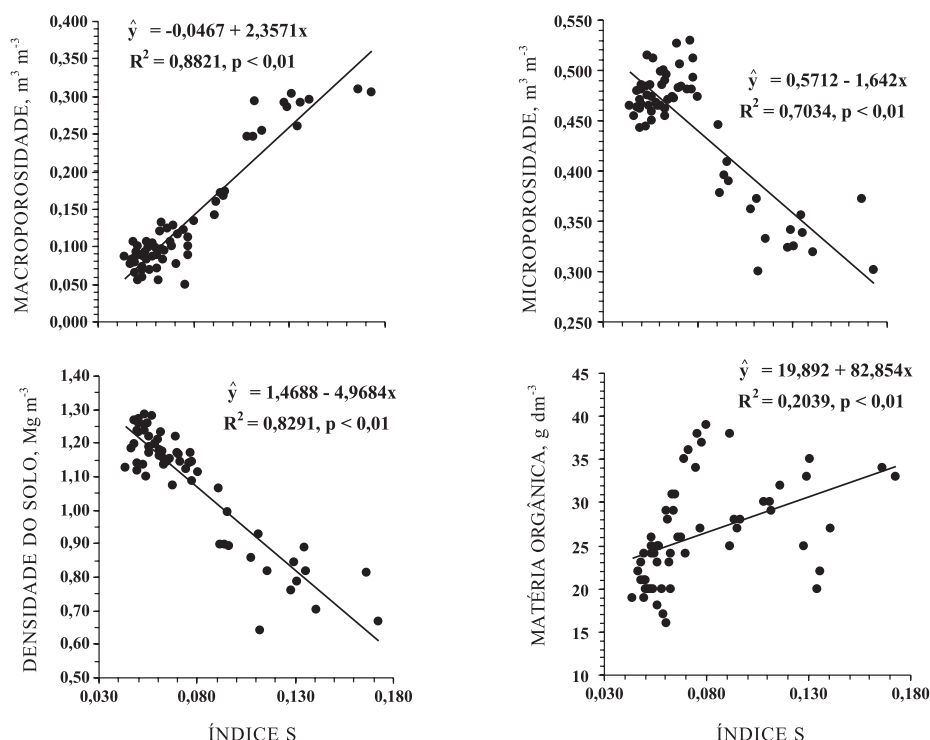 0,400
0,350
0,300
0,250
0,200
0,150
0,100
0,050
0,000
MACROPOROSIDADE, m³ m⁻³
ŷ = -0,0467 + 2,3571x
R² = 0,8821, p < 0,01
0,550
0,500
0,450
0,400
0,350
0,300
0,250
MICROPOROSIDADE, m³ m⁻³
ŷ = 0,5712 - 1,642x
R² = 0,7034, p < 0,01
1,40
1,30
1,20
1,10
1,00
0,90
0,80
0,70
0,60
0,50
DENSIDADE DO SOLO, Mg m⁻³
ŷ = 1,4688 - 4,9684x
R² = 0,8291, p < 0,01
0,030 0,080 0,130 0,180
ÍNDICE S
45
40
35
30
25
20
15
10
MATÉRIA ORGÂNICA, g dm⁻³
ŷ = 19,892 + 82,854x
R² = 0,2039, p < 0,01
0,030 0,080 0,130 0,180
ÍNDICE S